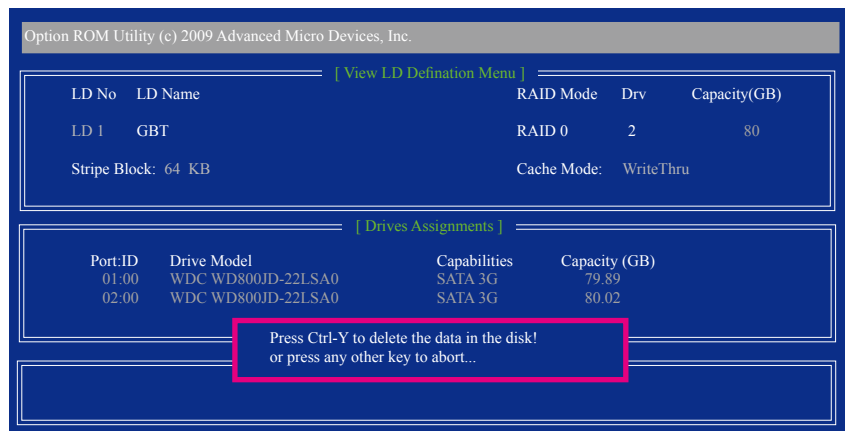 Option ROM Utility (c) 2009 Advanced Micro Devices, Inc.
[ View LD Defination Menu ]
LD No LD Name RAID Mode Drv Capacity(GB)
LD 1 GBT RAID 0 2 80
Stripe Block: 64 KB Cache Mode: WriteThru
[ Drives Assignments ]
Port:ID Drive Model Capabilities Capacity (GB)
01:00 WDC WD800JD-22LSA0 SATA 3G 79.89
02:00 WDC WD800JD-22LSA0 SATA 3G 80.02
Press Ctrl-Y to delete the data in the disk!
or press any other key to abort...